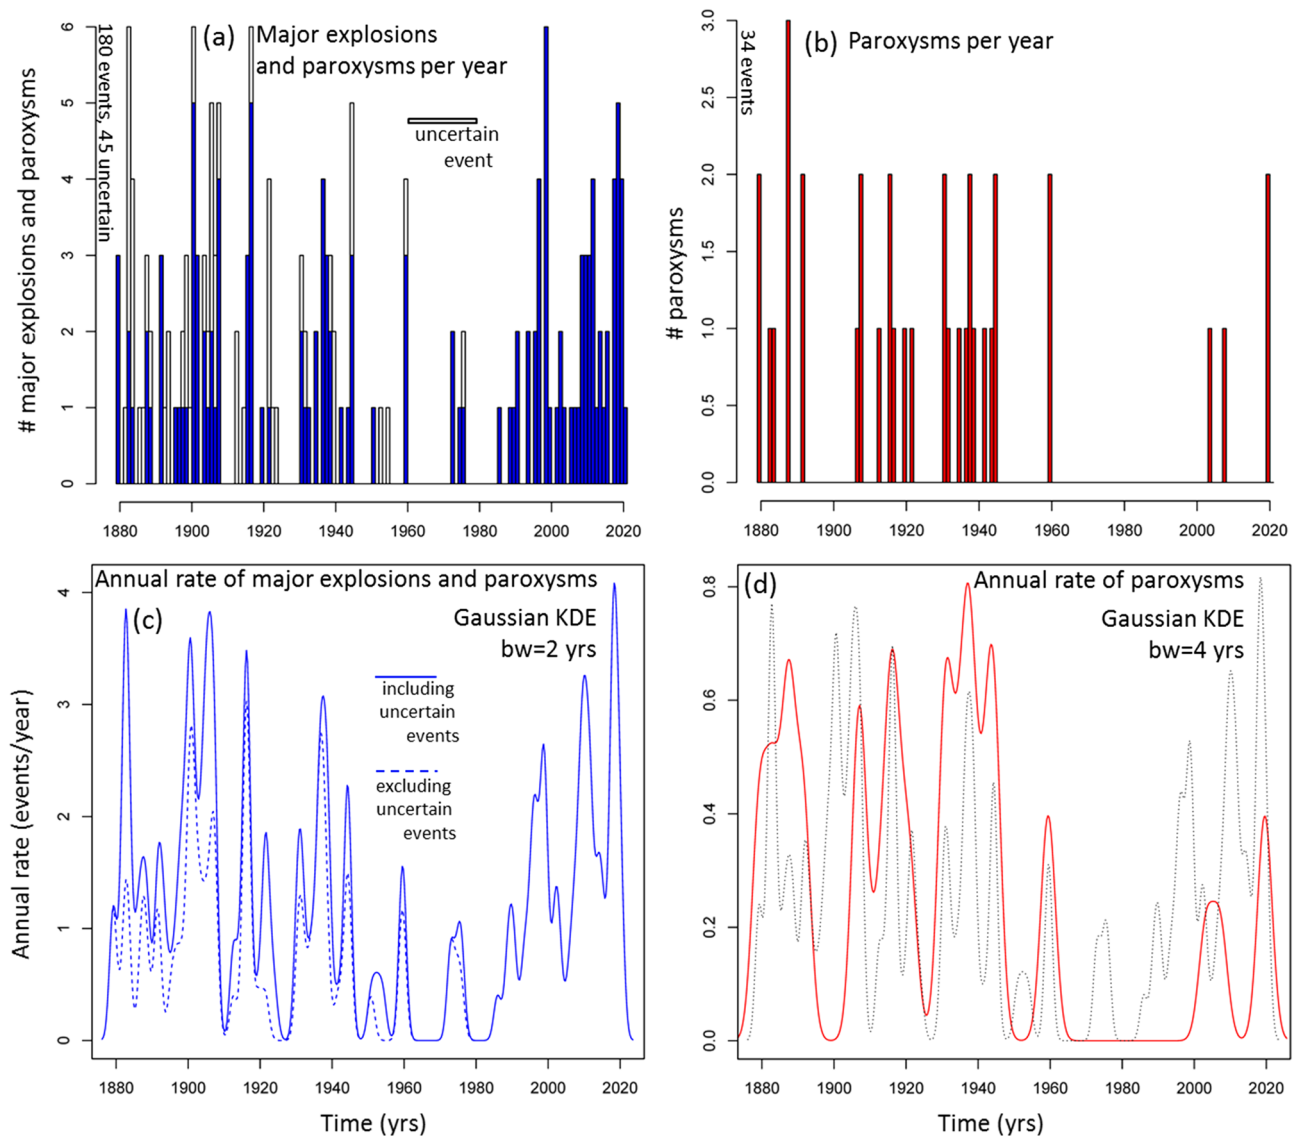 (a) Major explosions
and paroxysms per year
180 events, 45 uncertain
uncertain
event
# major explosions and paroxysms
6
5
4
3
2
1
0
1880 1900 1920 1940 1960 1980 2000 2020
(b) Paroxysms per year
34 events
# paroxysms
3.0
2.5
2.0
1.5
1.0
0.5
0.0
1880 1900 1920 1940 1960 1980 2000 2020
Annual rate of major explosions and paroxysms
(c)
Gaussian KDE
bw=2 yrs
including
uncertain
events
excluding
uncertain
events
Annual rate (events/year)
4
3
2
1
0
1880 1900 1920 1940 1960 1980 2000 2020
Time (yrs)
(d) Annual rate of paroxysms
Gaussian KDE
bw=4 yrs
0.8
0.6
0.4
0.2
0.0
1880 1900 1920 1940 1960 1980 2000 2020
Time (yrs)